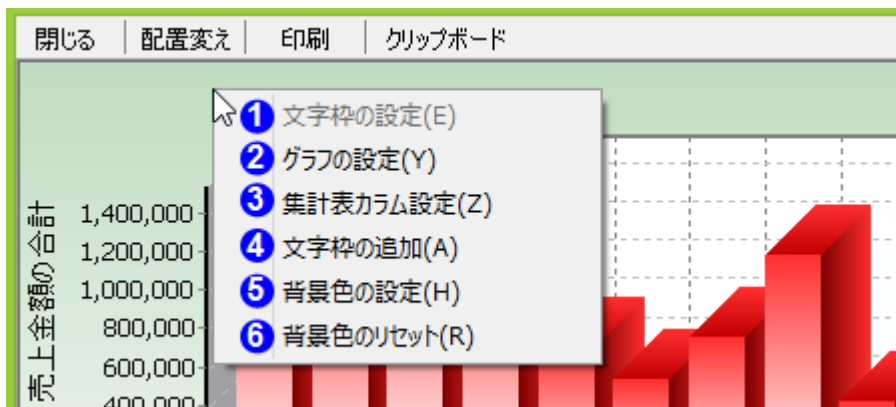 閉じる 配置変え 印刷 クリップボード
1 文字枠の設定(E)
2 グラフの設定(Y)
3 集計表カラム設定(Z)
4 文字枠の追加(A)
5 背景色の設定(H)
6 背景色のリセット(R)
売上金額の合計
1,400,000
1,200,000
1,000,000
800,000
600,000
400,000